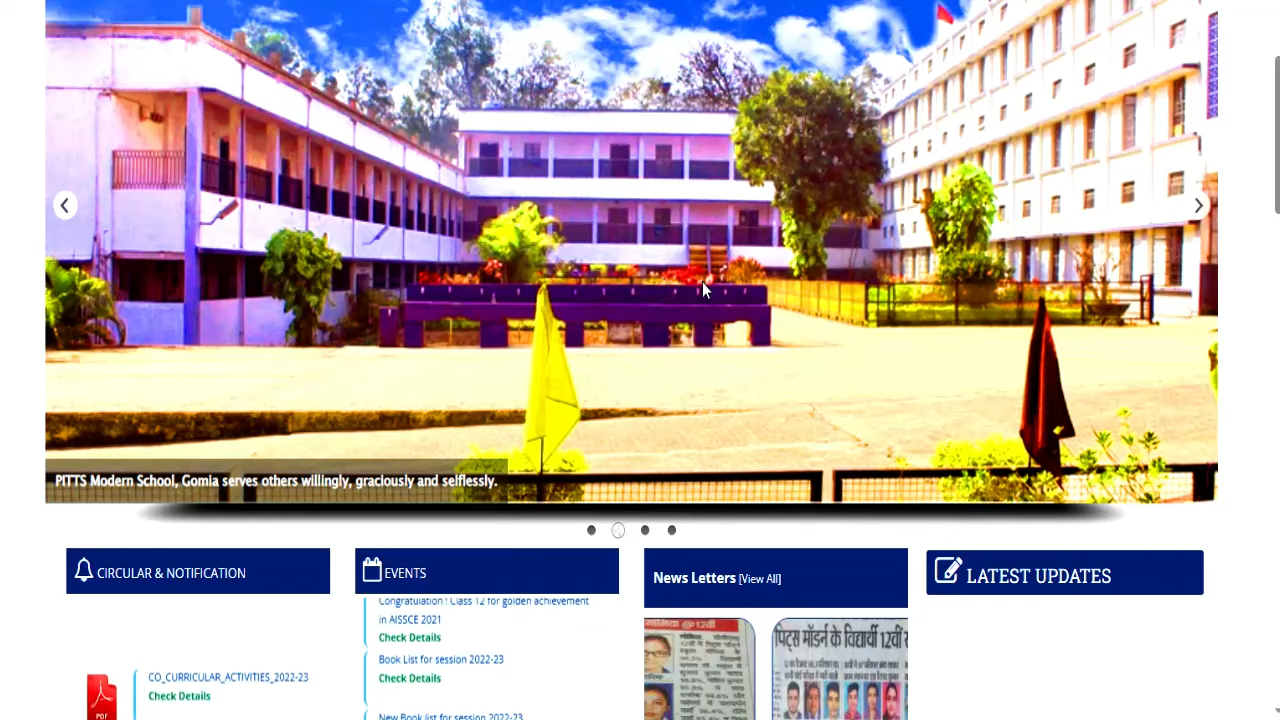 PITTS Modern School, Gomia serves others willingly, graciously and selflessly.
CIRCULAR & NOTIFICATION
CO_CURRICULAR_ACTIVITIES_2022-23
Check Details
PDF
EVENTS
Congratulation ! Class 12 for golden achievement
in AISSCE 2021
Check Details
Book List for session 2022-23
Check Details
New Book list for session 2022-23
News Letters [View All]
पिट्स मॉडर्न के विद्यार्थी 12वीं
LATEST UPDATES